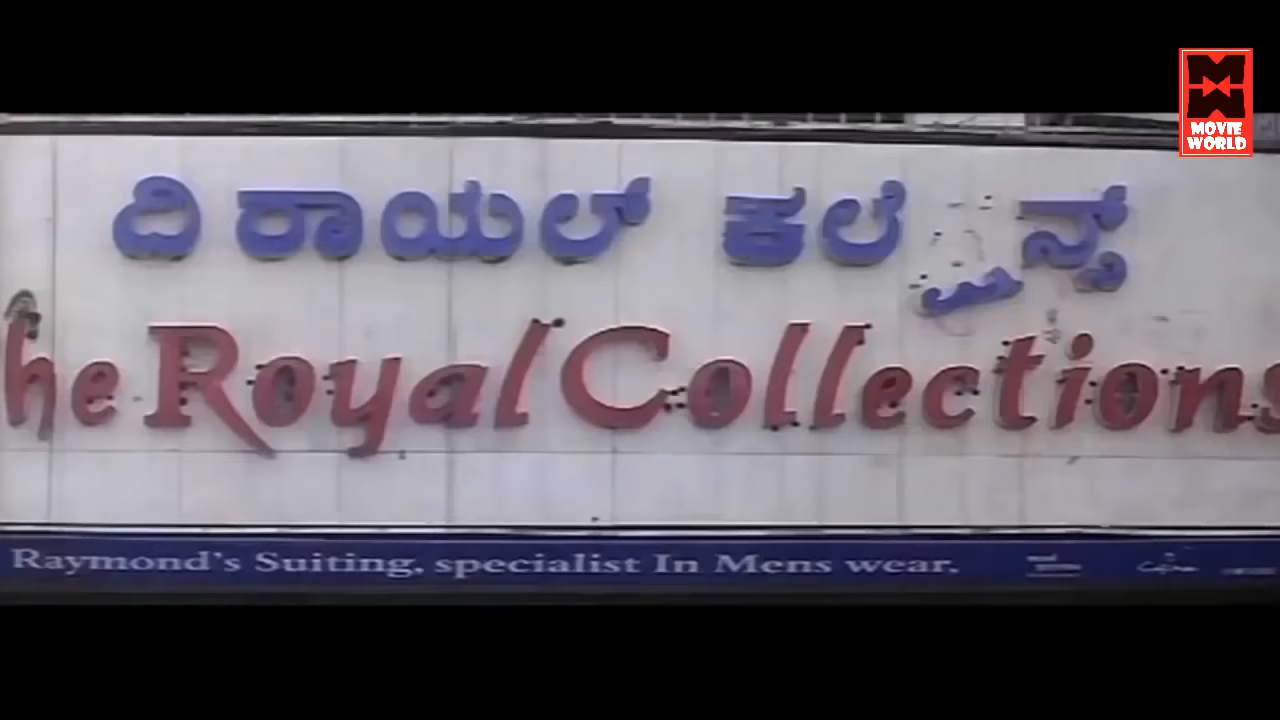 MOVIE
WORLD
ದಿ ರಾಯಲ್ ಕಲೆ ನ್ಸ್
he Royal Collections
Raymond's Suiting, specialist In Mens wear.